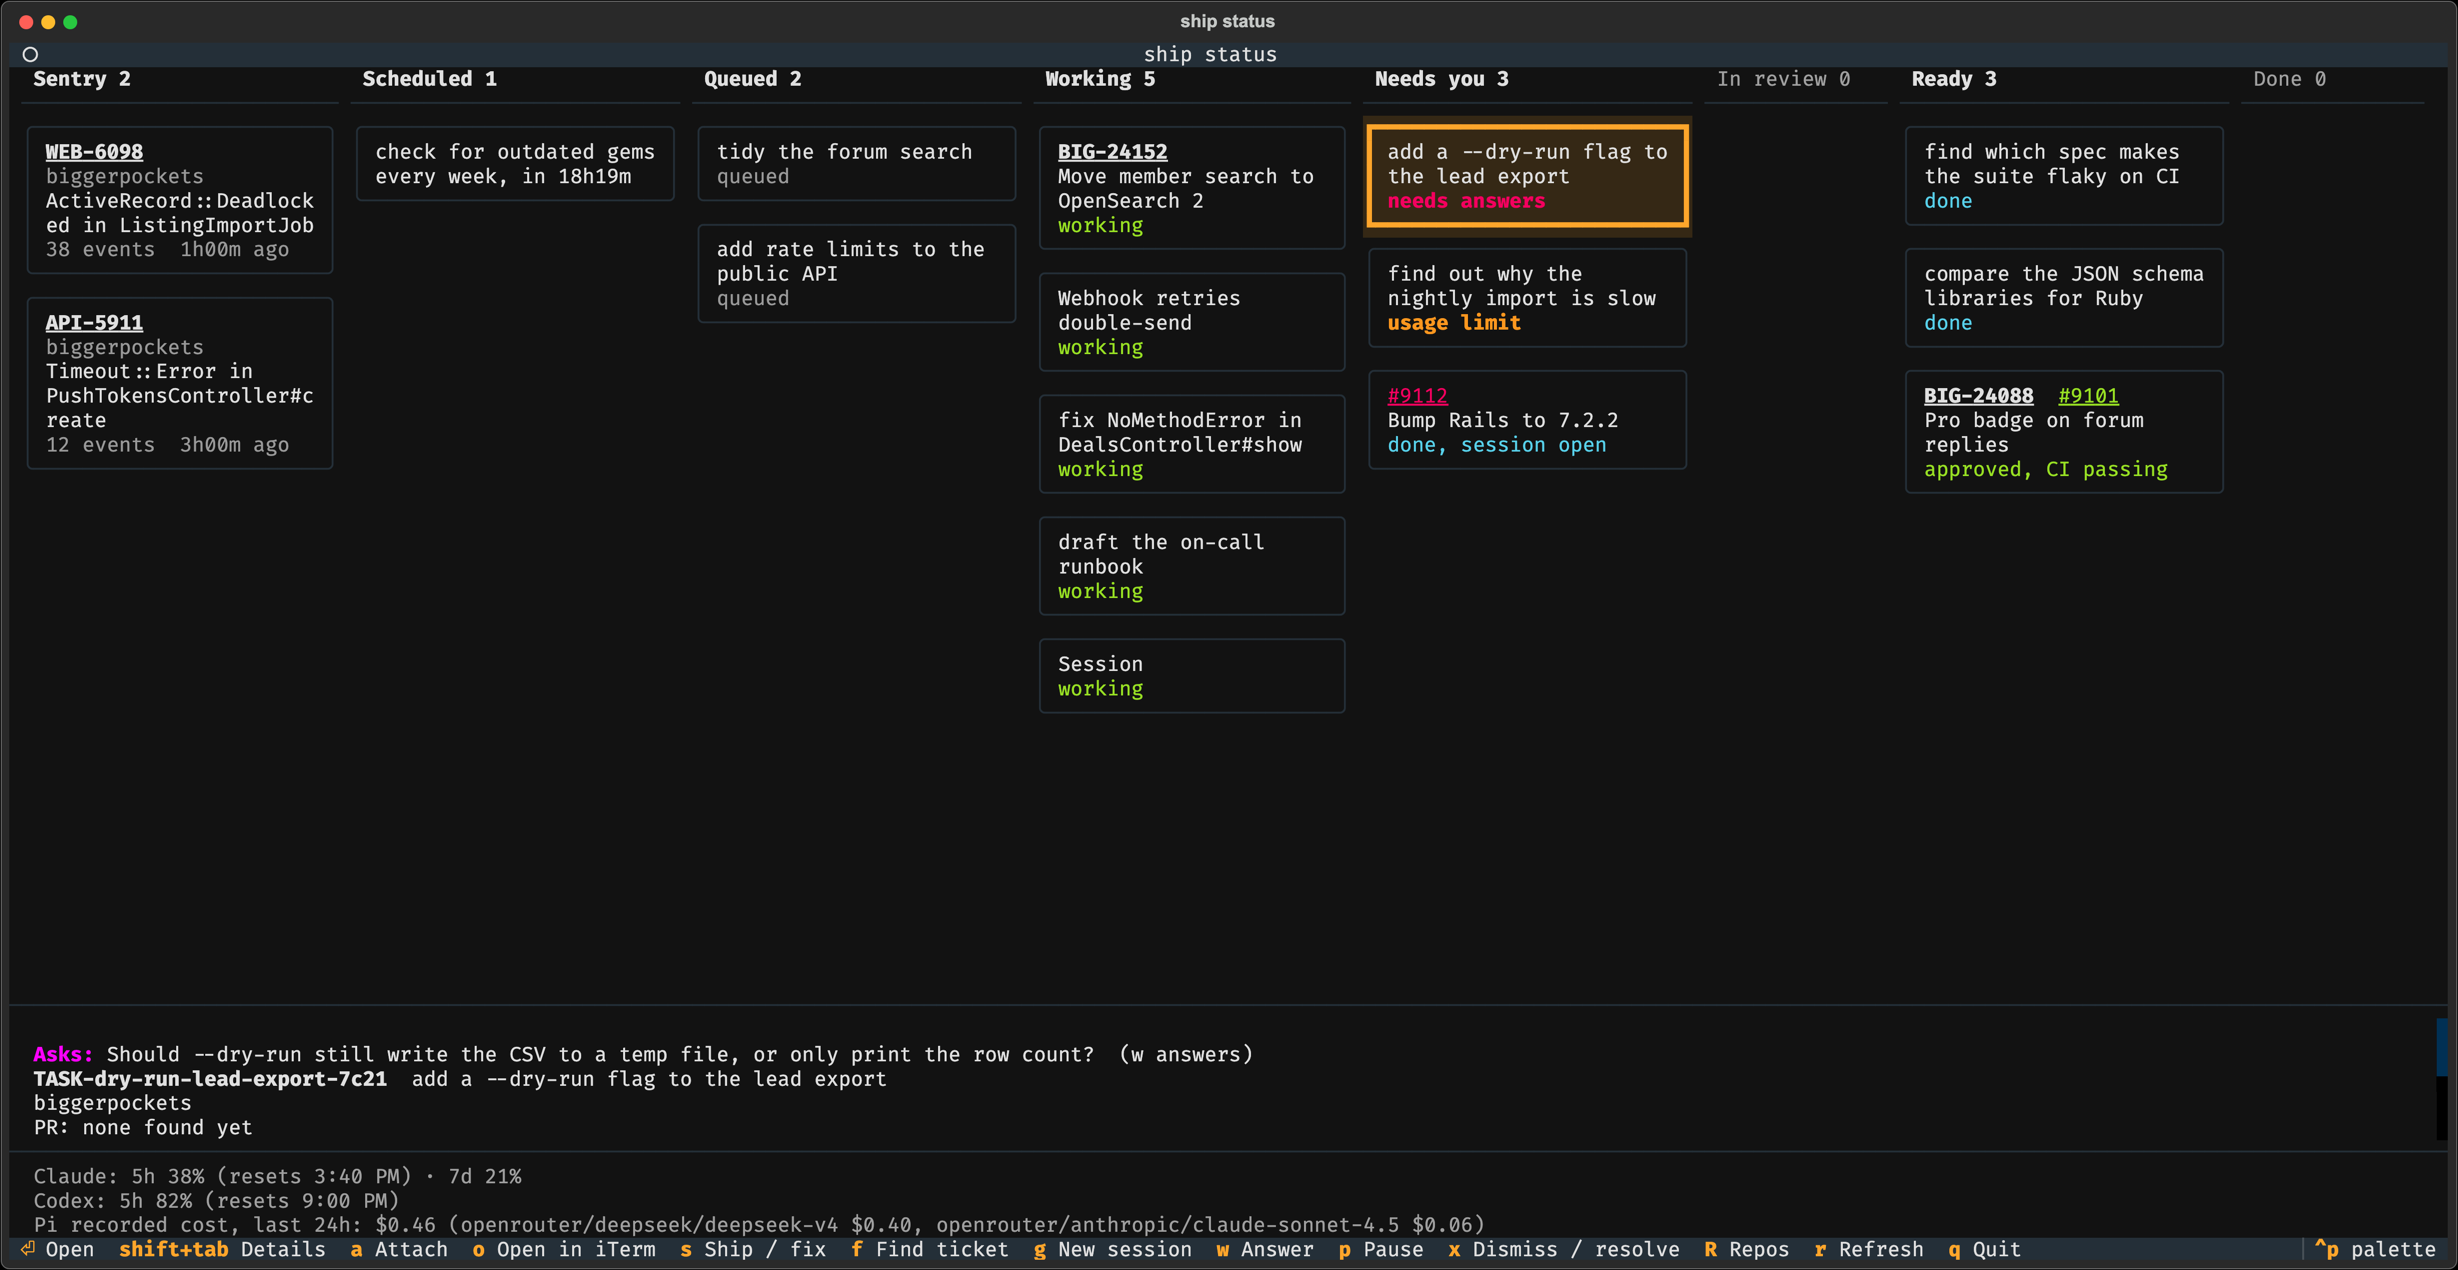 ship status
ship status
Sentry 2
WEB-6098
biggerpockets
ActiveRecord::Deadlock
ed in ListingImportJob
38 events  1h00m ago
API-5911
biggerpockets
Timeout::Error in
PushTokensController#c
reate
12 events  3h00m ago
Scheduled 1
check for outdated gems
every week, in 18h19m
Queued 2
tidy the forum search
queued
add rate limits to the
public API
queued
Working 5
BIG-24152
Move member search to
OpenSearch 2
working
Webhook retries
double-send
working
fix NoMethodError in
DealsController#show
working
draft the on-call
runbook
working
Session
working
Needs you 3
add a --dry-run flag to
the lead export
needs answers
find out why the
nightly import is slow
usage limit
#9112
Bump Rails to 7.2.2
done, session open
In review 0
Ready 3
find which spec makes
the suite flaky on CI
done
compare the JSON schema
libraries for Ruby
done
BIG-24088  #9101
Pro badge on forum
replies
approved, CI passing
Done 0
Asks: Should --dry-run still write the CSV to a temp file, or only print the row count?  (w answers)
TASK-dry-run-lead-export-7c21  add a --dry-run flag to the lead export
biggerpockets
PR: none found yet
Claude: 5h 38% (resets 3:40 PM) · 7d 21%
Codex: 5h 82% (resets 9:00 PM)
Pi recorded cost, last 24h: $0.46 (openrouter/deepseek/deepseek-v4 $0.40, openrouter/anthropic/claude-sonnet-4.5 $0.06)
⏎ Open  shift+tab Details  a Attach  o Open in iTerm  s Ship / fix  f Find ticket  g New session  w Answer  p Pause  x Dismiss / resolve  R Repos  r Refresh  q Quit  ^p palette